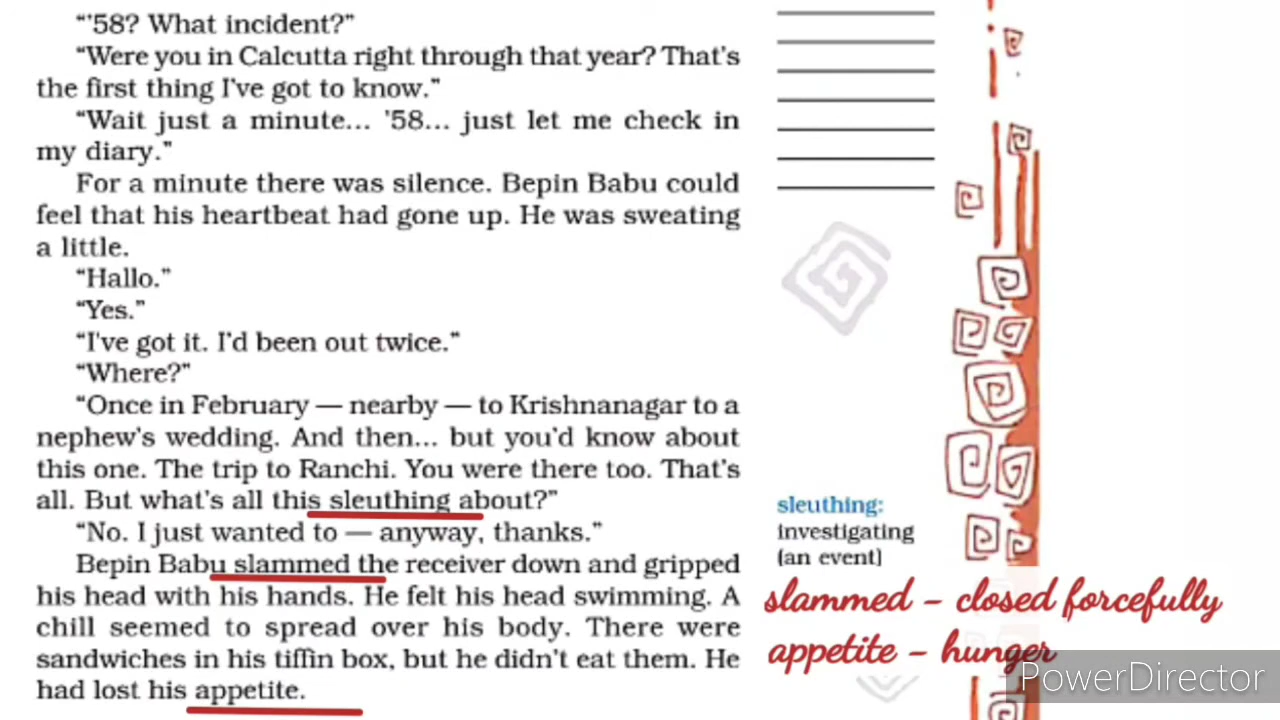 “’58? What incident?”
“Were you in Calcutta right through that year? That’s
the first thing I’ve got to know.”
“Wait just a minute... ’58... just let me check in
my diary.”
For a minute there was silence. Bepin Babu could
feel that his heartbeat had gone up. He was sweating
a little.
“Hallo.”
“Yes.”
“I've got it. I’d been out twice.”
“Where?”
“Once in February — nearby — to Krishnanagar to a
nephew’s wedding. And then... but you’d know about
this one. The trip to Ranchi. You were there too. That’s
all. But what’s all this sleuthing about?”
“No. I just wanted to — anyway, thanks.”
Bepin Babu slammed the receiver down and gripped
his head with his hands. He felt his head swimming. A
chill seemed to spread over his body. There were
sandwiches in his tiffin box, but he didn’t eat them. He
had lost his appetite.
sleuthing:
investigating
(an event)
slammed – closed forcefully
appetite – hunger
PowerDirector